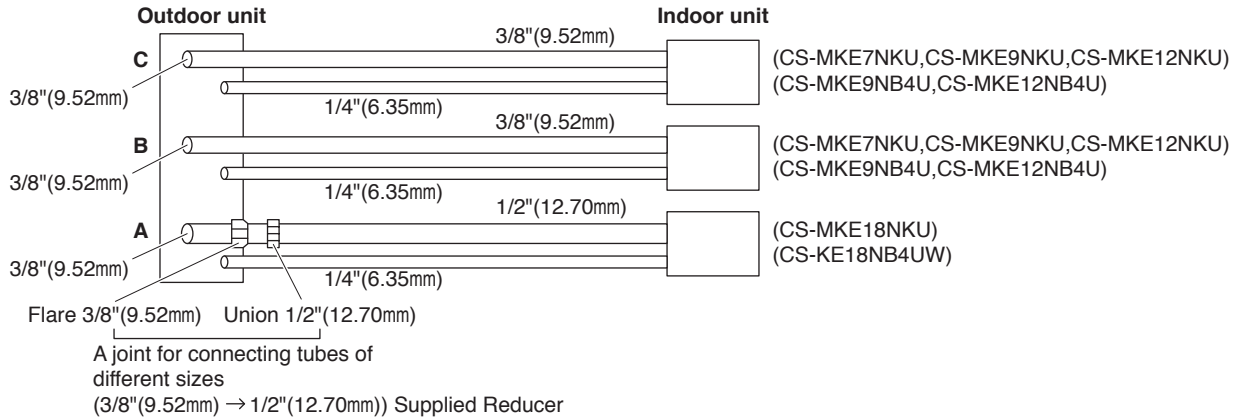 Outdoor unit
Indoor unit
C
3/8"(9.52mm)
(CS-MKE7NKU,CS-MKE9NKU,CS-MKE12NKU)
3/8"(9.52mm)
(CS-MKE9NB4U,CS-MKE12NB4U)
1/4"(6.35mm)
B
3/8"(9.52mm)
(CS-MKE7NKU,CS-MKE9NKU,CS-MKE12NKU)
3/8"(9.52mm)
(CS-MKE9NB4U,CS-MKE12NB4U)
1/4"(6.35mm)
A
1/2"(12.70mm)
(CS-MKE18NKU)
3/8"(9.52mm)
(CS-KE18NB4UW)
1/4"(6.35mm)
Flare 3/8"(9.52mm)
Union 1/2"(12.70mm)
A joint for connecting tubes of
different sizes
(3/8"(9.52mm) → 1/2"(12.70mm)) Supplied Reducer